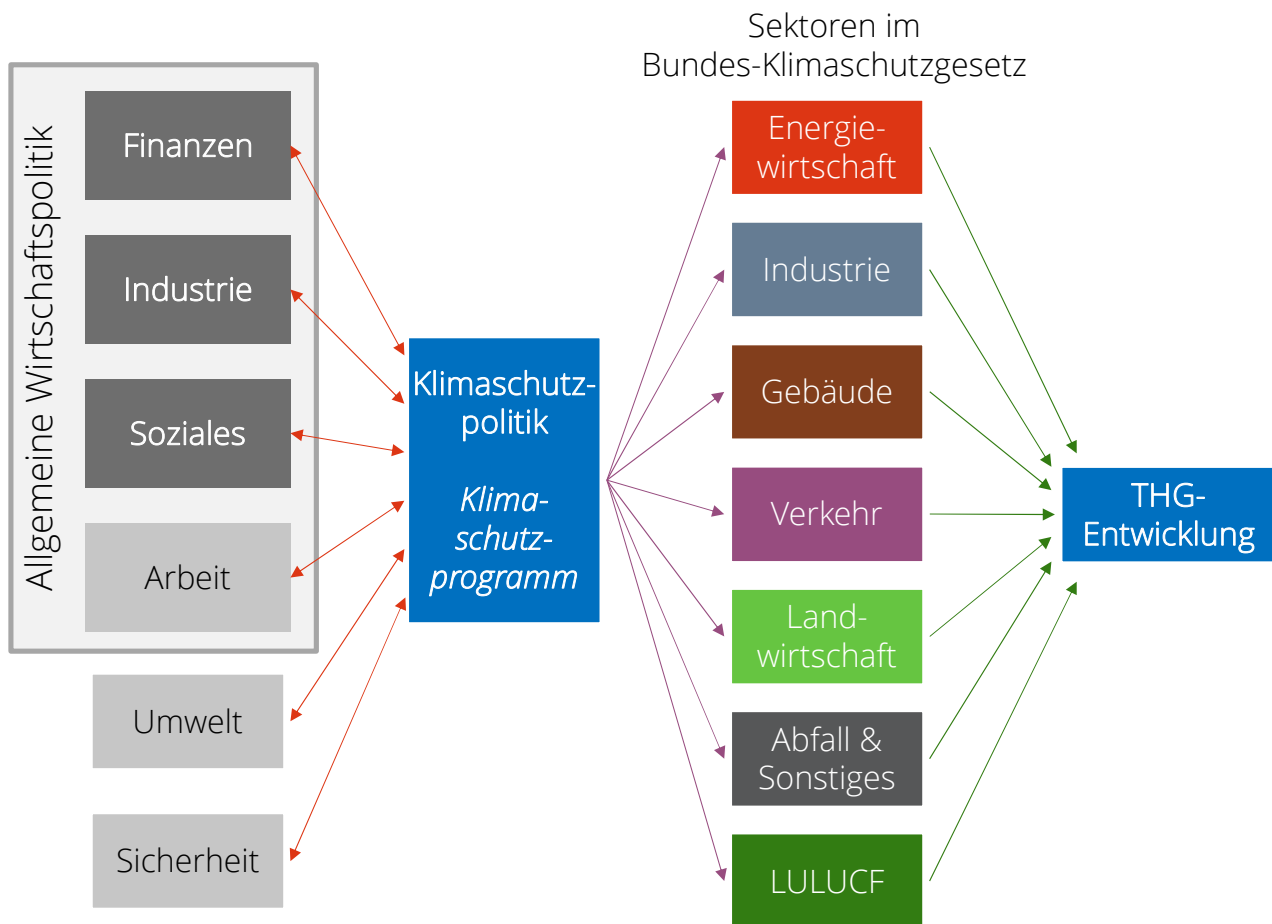 Sektoren im
Bundes-Klimaschutzgesetz
Allgemeine Wirtschaftspolitik
Finanzen
Industrie
Soziales
Arbeit
Umwelt
Sicherheit
Klimaschutz-
politik
Klima-
schutz-
programm
Energie-
wirtschaft
Industrie
Gebäude
Verkehr
Land-
wirtschaft
Abfall &
Sonstiges
LULUCF
THG-
Entwicklung